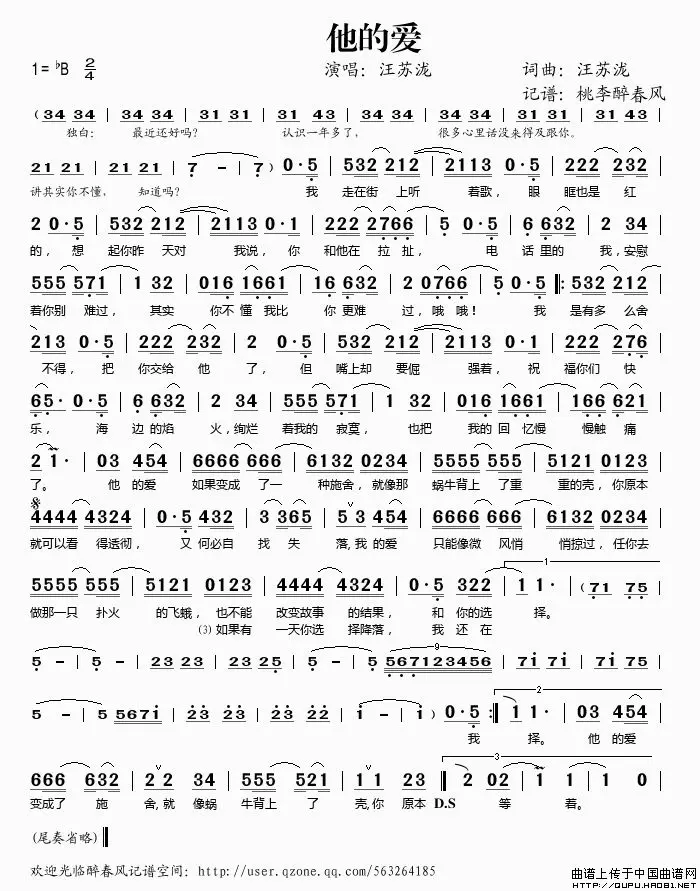 他的爱
1=♭B 2/4 演唱：汪苏泷 词曲：汪苏泷
记谱：桃李醉春风
（34 34 | 34 34 | 31 31 | 31 31 | 34 34 | 34 34 | 31 31 | 31 43 |
独白： 最近还好吗？ 认识一年多了， 很多心里话没来得及跟你。
21 21 | 21 21 | 7 - | 7 ）0·5 | 532 212 | 2113 0·5 | 222 232 |
讲其实你不懂， 知道吗？ 我 走在街 上听 着歌，眼 眶也是 红
2 0·5 | 532 212 | 2113 0·1 | 222 2766 | 5 0·5 | 6 632 | 2 34 |
的，想 起你昨 天对 我说，你 和他在 拉扯， 电 话里的 我，安慰
555 571 | 1 32 | 016 1661 | 16 632 | 2 0766 | 5 0·5 ‖: 532 212 |
着你别 难过， 其实 你不 懂我比 你 更难 过，哦哦！ 我 是有多 么舍
213 0·5 | 222 232 | 2 0·5 | 532 212 | 2113 0·5 | 222 276 |
不得，把 你交给 他 了，但 嘴上却 要倔 强着，祝 福你们 快
65· 0·5 | 6 632 | 2 34 | 555 571 | 1 32 | 016 1661 | 166 621 |
乐， 海 边的焰 火，绚烂 着我的 寂寞， 也把 我的 回忆慢 慢触 痛
2 1· | 03 454 | 6666 666 | 6132 0234 | 5555 555 | 5121 0123 |
了。 他 的爱 如果变成 了一 种施舍，就像那 蜗牛背上 了重 重的壳，你原本
4444 4324 | 0·5 432 | 3 365 | 5 3 454 | 6666 666 | 6132 0234 |
就可以看 得透彻， 又 何必自 找 失 落，我 的爱 只能像微 风悄 悄掠过，任你去
5555 555 | 5121 0123 | 4444 4324 | 0·5 322 | 1 1· | （71 75 |
做那一只 扑火 的飞蛾，也不能 改变故事 的结果， 和 你的选 择。
⑶如果有 一天你选 择降落， 我 还在
5 - | 5 - | 23 23 | 23 25 | 5 - | 567123456 | 71 71 | 75 75 |
5 - | 5 5671 | 23 23 | 23 22 | 1 - | 1 - ）| 0·5 :‖ 1 1· | 03 454 |
我 择。 他 的爱
666 632 | 2 2 34 | 555 521 | 1 1 21 ‖ 2 02 | 1 1 | 1 0 |
变成了 施 舍，就 像蜗 牛背上 了 壳，你 原本 D.S 等 着。
(尾奏省略)‖
欢迎光临醉春风记谱空间：http://user.qzone.qq.com/563264185
曲谱上传于中国曲谱网
HTTP://QUPU.HAO81.NET